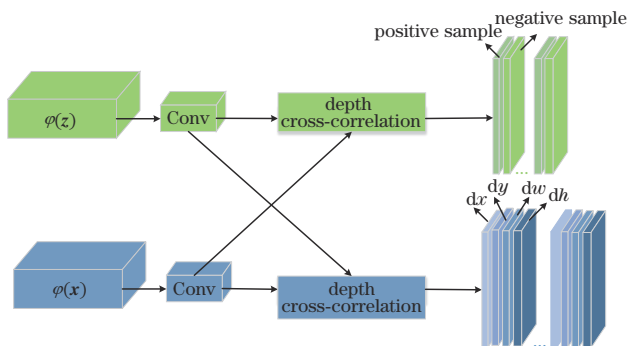 negative sample
positive sample
φ(z)
Conv
depth
cross-correlation
...
dx
dy
dw
dh
φ(x)
Conv
depth
cross-correlation
...